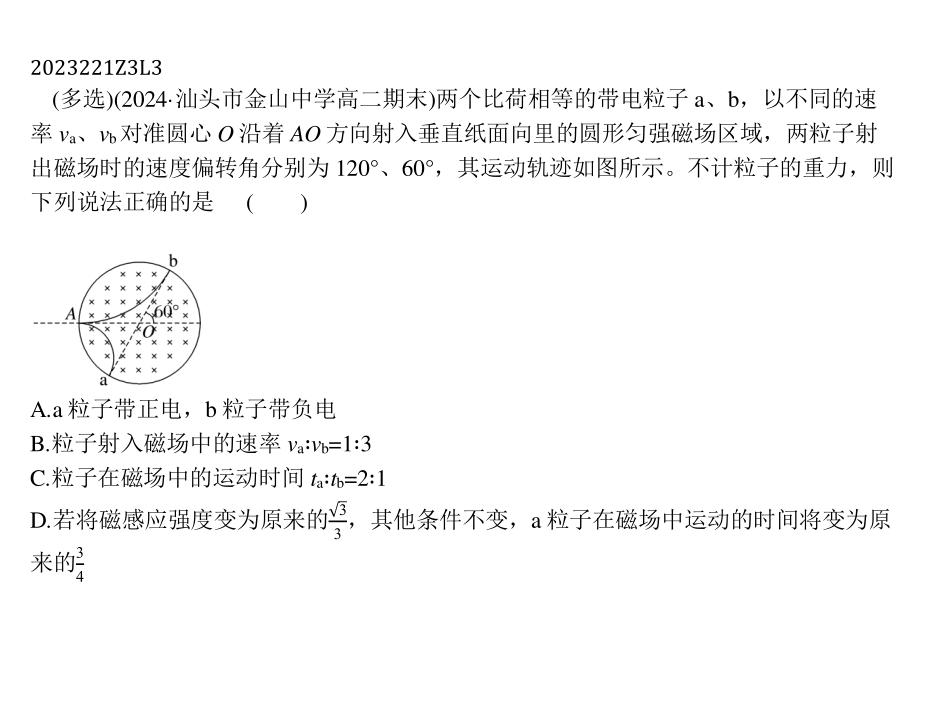 2023221Z3L3
(多选)(2024·汕头市金山中学高二期末)两个比荷相等的带电粒子 a、b，以不同的速
率 vₐ、v_b 对准圆心 O 沿着 AO 方向射入垂直纸面向里的圆形匀强磁场区域，两粒子射
出磁场时的速度偏转角分别为 120°、60°，其运动轨迹如图所示。不计粒子的重力，则
下列说法正确的是 (　　)
b
A
60°
O
a
A.a 粒子带正电，b 粒子带负电
B.粒子射入磁场中的速率 vₐ∶v_b=1∶3
C.粒子在磁场中的运动时间 tₐ∶t_b=2∶1
D.若将磁感应强度变为原来的√3/3，其他条件不变，a 粒子在磁场中运动的时间将变为原
来的3/4